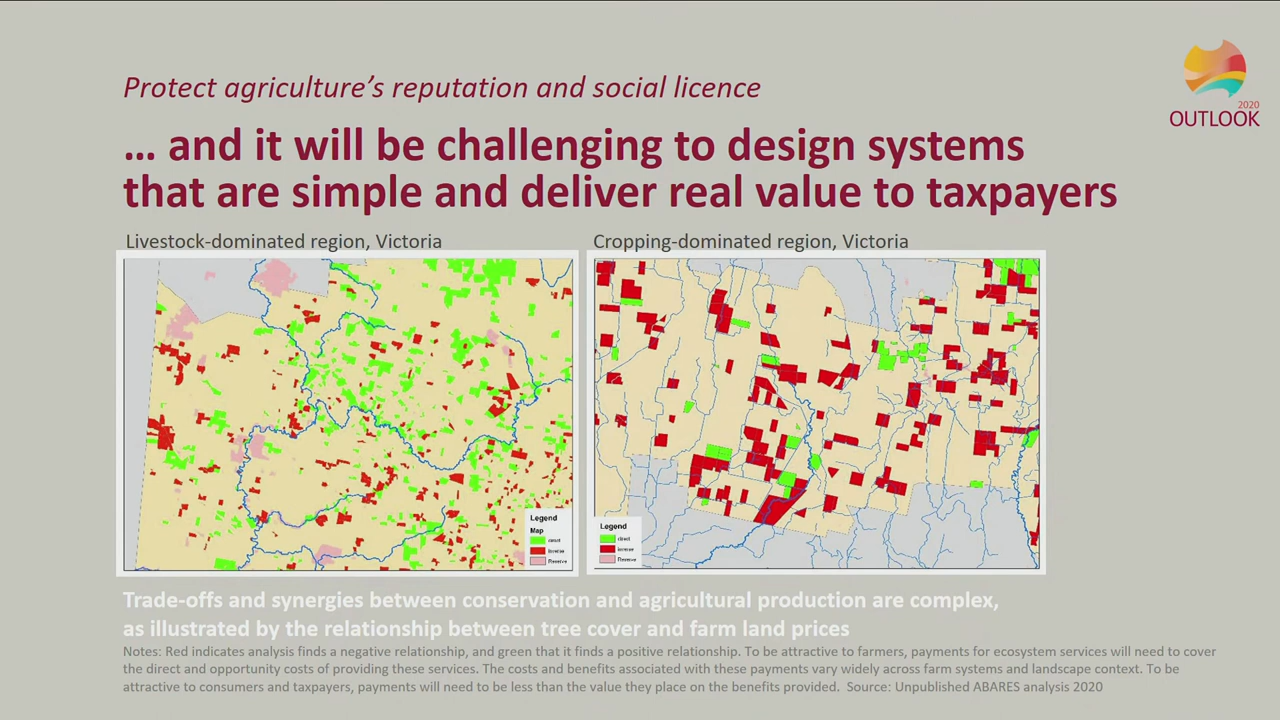 Protect agriculture's reputation and social licence
2020
OUTLOOK
... and it will be challenging to design systems
that are simple and deliver real value to taxpayers
Livestock-dominated region, Victoria
Cropping-dominated region, Victoria
Legend
Map
direct
Inverse
Reserve
Legend
direct
Inverse
Reserve
Trade-offs and synergies between conservation and agricultural production are complex,
as illustrated by the relationship between tree cover and farm land prices
Notes: Red indicates analysis finds a negative relationship, and green that it finds a positive relationship. To be attractive to farmers, payments for ecosystem services will need to cover
the direct and opportunity costs of providing these services. The costs and benefits associated with these payments vary widely across farm systems and landscape context. To be
attractive to consumers and taxpayers, payments will need to be less than the value they place on the benefits provided.  Source: Unpublished ABARES analysis 2020